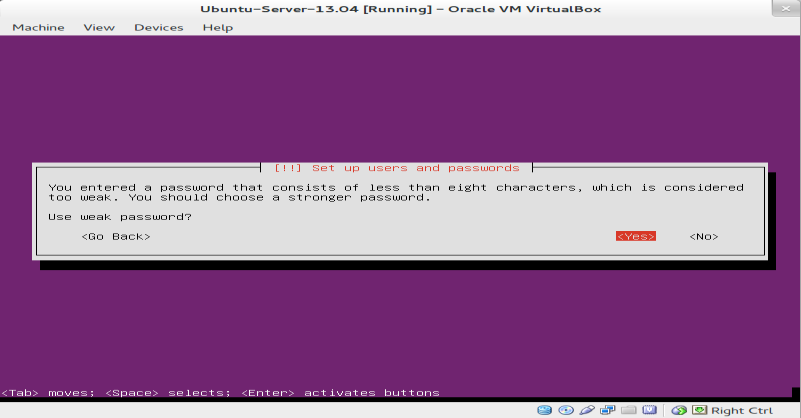 Ubuntu-Server-13.04 [Running] - Oracle VM VirtualBox
Machine View Devices Help
[!!] Set up users and passwords
You entered a password that consists of less than eight characters, which is considered
too weak. You should choose a stronger password.
Use weak password?
<Go Back> <Yes> <No>
<Tab> moves; <Space> selects; <Enter> activates buttons
Right Ctrl